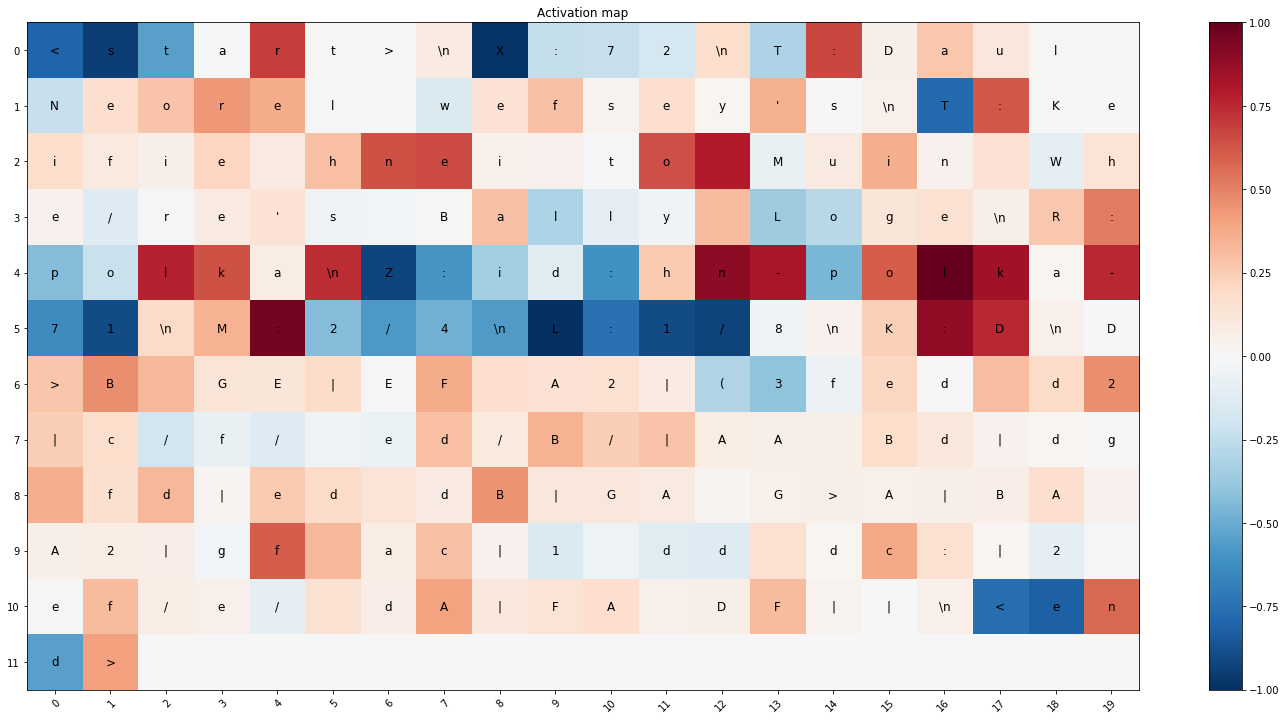 Activation map
0 < s t a r t > \n X : 7 2 \n T : D a u l
1 N e o r e l w e f s e y ' s \n T : K e
2 i f i e h n e i t o M u i n W h
3 e / r e ' s B a l l y L o g e \n R :
4 p o l k a \n Z : i d : h n - p o l k a -
5 7 1 \n M : 2 / 4 \n L : 1 / 8 \n K : D \n D
6 > B G E | E F A 2 | ( 3 f e d d 2
7 | c / f / e d / B / | A A B d | d g
8 f d | e d d B | G A G > A | B A
9 A 2 | g f a c | 1 d d d c : | 2
10 e f / e / d A | F A D F | | \n < e n
11 d >
0 1 2 3 4 5 6 7 8 9 10 11 12 13 14 15 16 17 18 19
1.00
0.75
0.50
0.25
0.00
−0.25
−0.50
−0.75
−1.00